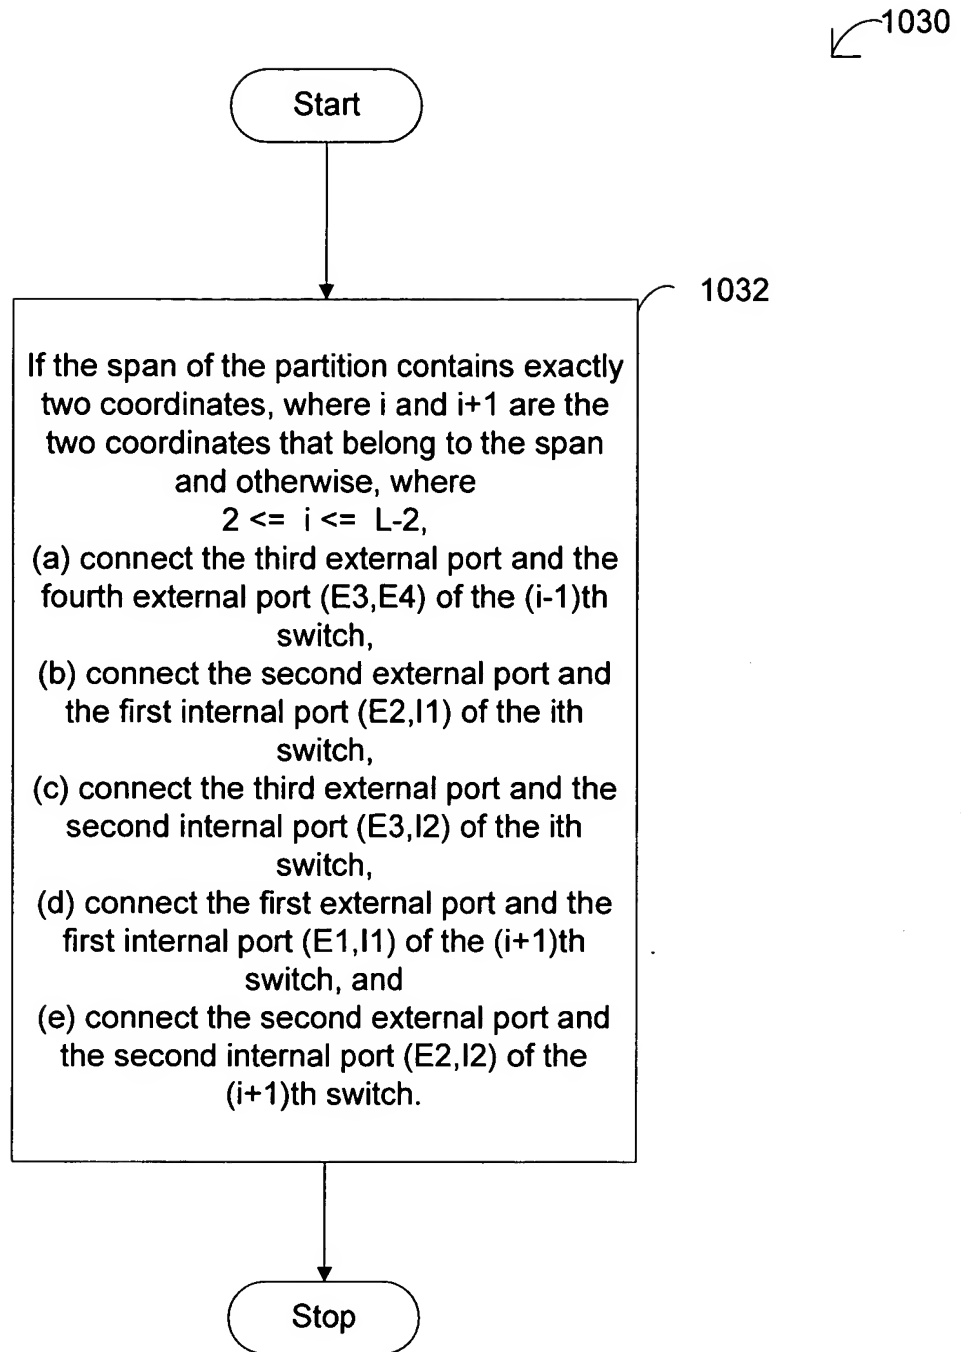 1030
Start
1032
If the span of the partition contains exactly
two coordinates, where i and i+1 are the
two coordinates that belong to the span
and otherwise, where
2 <= i <= L-2,
(a) connect the third external port and the
fourth external port (E3,E4) of the (i-1)th
switch,
(b) connect the second external port and
the first internal port (E2,I1) of the ith
switch,
(c) connect the third external port and the
second internal port (E3,I2) of the ith
switch,
(d) connect the first external port and the
first internal port (E1,I1) of the (i+1)th
switch, and
(e) connect the second external port and
the second internal port (E2,I2) of the
(i+1)th switch.
Stop